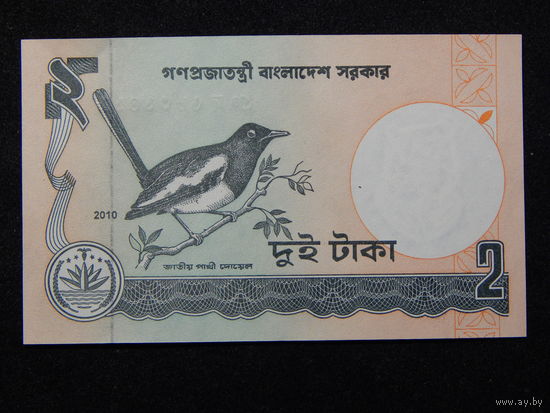 ২
গণপ্রজাতন্ত্রী বাংলাদেশ সরকার
2010
দুই টাকা
জাতীয় পাখী দোয়েল
2
www.ay.by